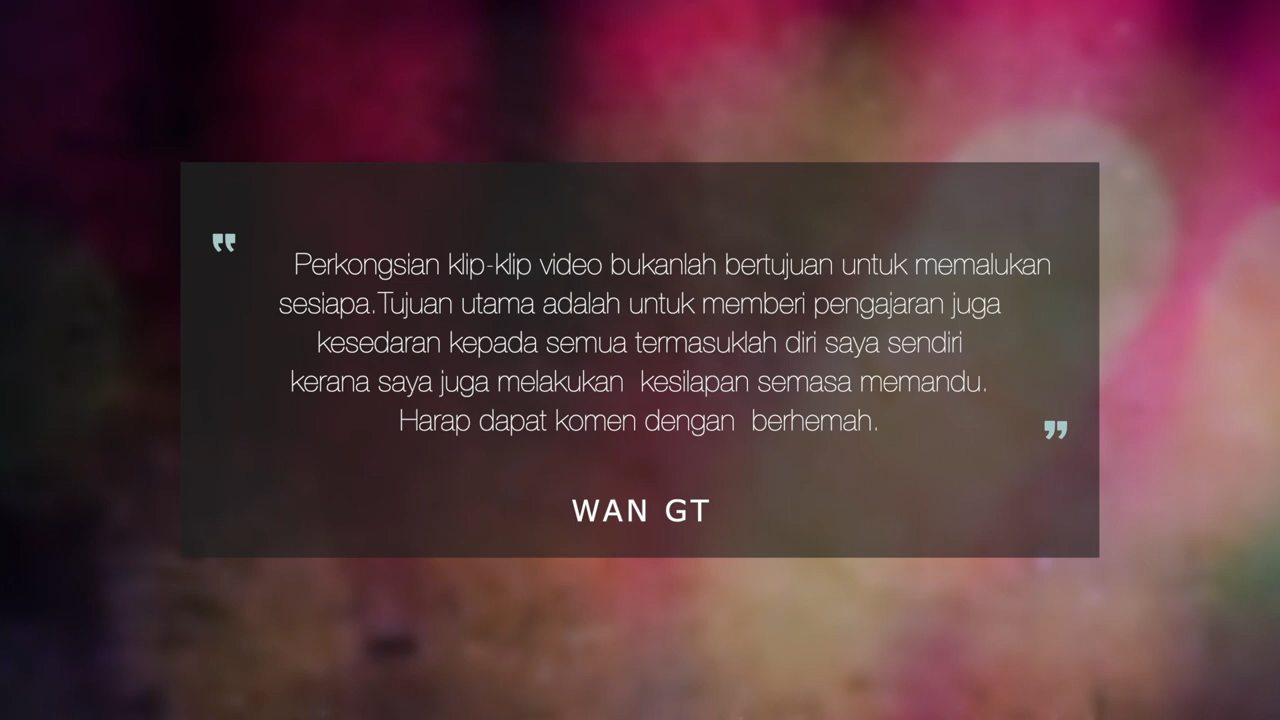 " Perkongsian klip-klip video bukanlah bertujuan untuk memalukan
sesiapa.Tujuan utama adalah untuk memberi pengajaran juga
kesedaran kepada semua termasuklah diri saya sendiri
kerana saya juga melakukan  kesilapan semasa memandu.
Harap dapat komen dengan  berhemah. "
WAN GT